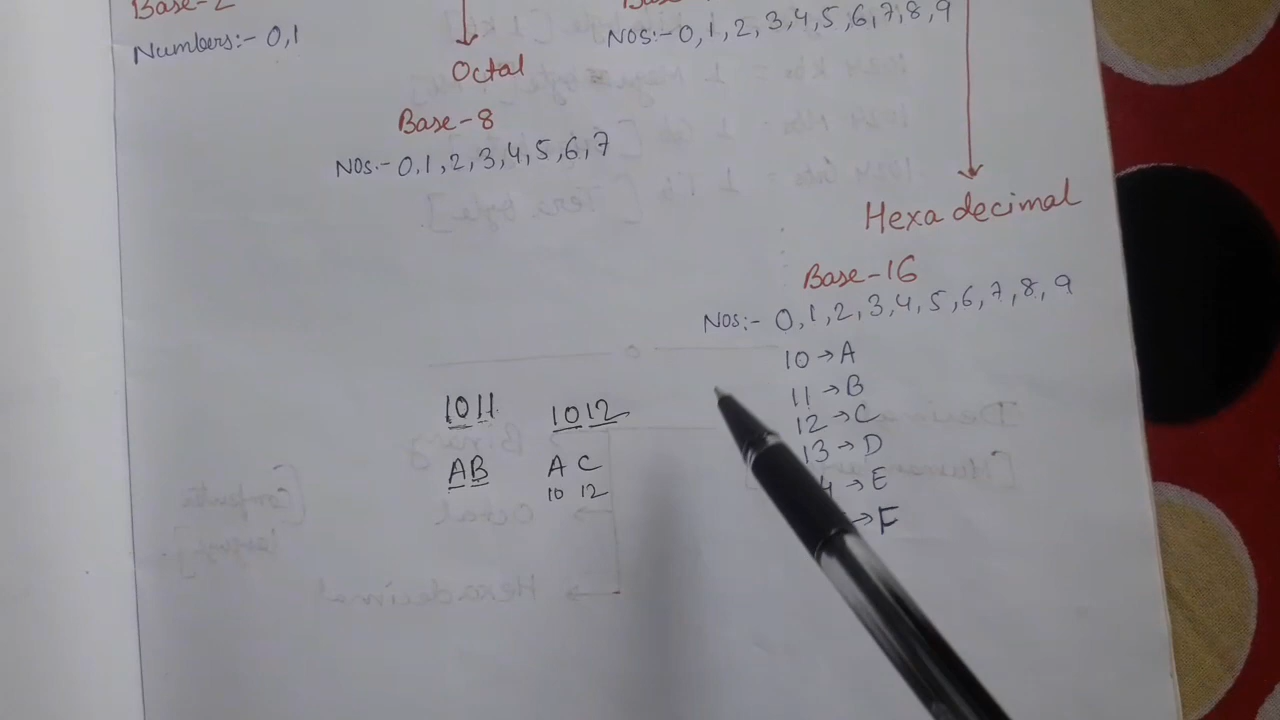 Base-2
Numbers:- 0,1
Nos:- 0,1,2,3,4,5,6,7,8,9
Octal
Base-8
Nos:- 0,1,2,3,4,5,6,7
Hexa decimal
Base-16
Nos:- 0,1,2,3,4,5,6,7,8,9
10→A
11→B
12→C
13→D
4→E
→F
1011 1012
AB AC
10 12